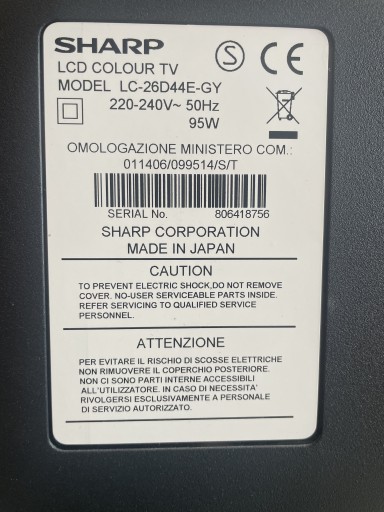 SHARP
LCD COLOUR TV
MODEL LC-26D44E-GY
220-240V~ 50Hz
95W
S CE
OMOLOGAZIONE MINISTERO COM.:
011406/099514/S/T
SERIAL No. 806418756
SHARP CORPORATION
MADE IN JAPAN
CAUTION
TO PREVENT ELECTRIC SHOCK,DO NOT REMOVE
COVER. NO-USER SERVICEABLE PARTS INSIDE.
REFER SERVICING TO QUALIFIED SERVICE
PERSONNEL.
ATTENZIONE
PER EVITARE IL RISCHIO DI SCOSSE ELETTRICHE
NON RIMUOVERE IL COPERCHIO POSTERIORE.
NON CI SONO PARTI INTERNE ACCESSIBILI
ALL'UTILIZZATORE. IN CASO DI NECESSITA'
RIVOLGERSI ESCLUSIVAMENTE A PERSONALE
DI SERVIZIO AUTORIZZATO.